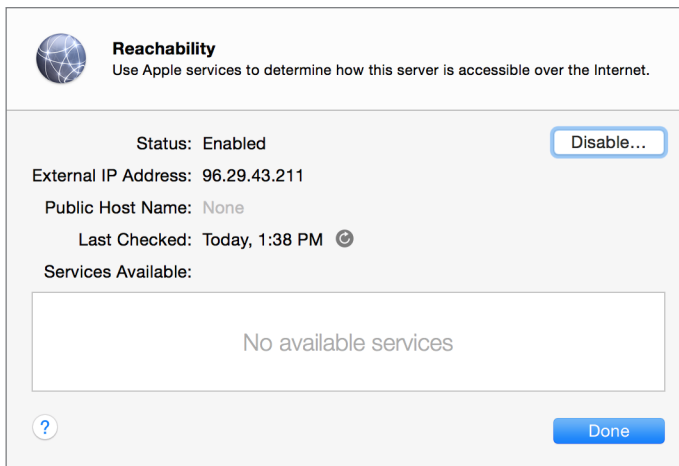 Reachability
Use Apple services to determine how this server is accessible over the Internet.
Status: Enabled
Disable...
External IP Address: 96.29.43.211
Public Host Name: None
Last Checked: Today, 1:38 PM
Services Available:
No available services
?
Done